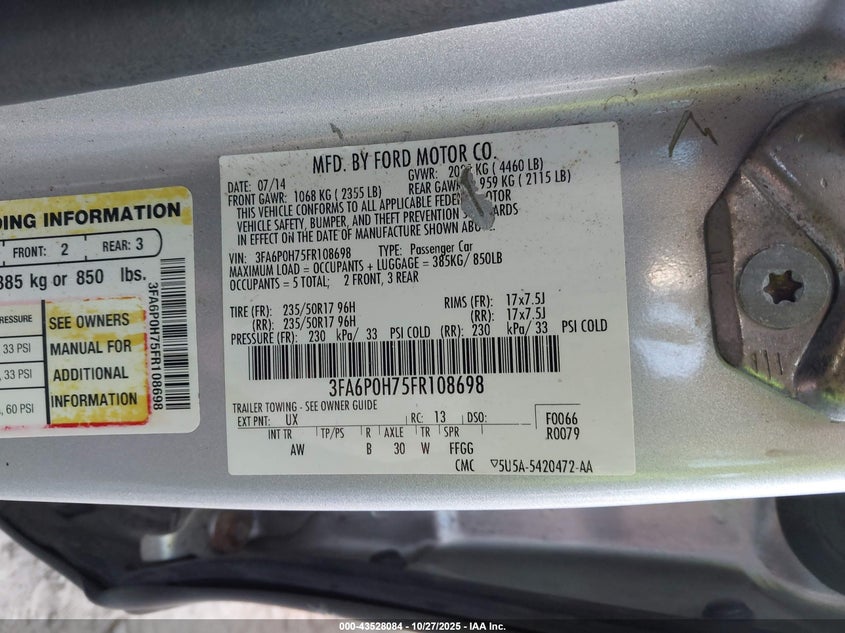 DING INFORMATION
FRONT: 2 REAR: 3
385 kg or 850 lbs.
PRESSURE
33 PSI
33 PSI
60 PSI
SEE OWNERS
MANUAL FOR
ADDITIONAL
INFORMATION
3FA6P0H75FR108698
MFD. BY FORD MOTOR CO.
DATE: 07/14 GVWR: KG ( 4460 LB)
FRONT GAWR: 1068 KG ( 2355 LB) REAR GAWR: 959 KG ( 2115 LB)
THIS VEHICLE CONFORMS TO ALL APPLICABLE MOTOR
VEHICLE SAFETY, BUMPER, AND THEFT PREVENTION
IN EFFECT ON THE DATE OF MANUFACTURE SHOWN ABOVE.
VIN: 3FA6P0H75FR108698 TYPE: Passenger Car
MAXIMUM LOAD = OCCUPANTS + LUGGAGE = 385KG/ 850LB
OCCUPANTS = 5 TOTAL; 2 FRONT, 3 REAR
TIRE (FR): 235/50R17 96H RIMS (FR): 17x7.5J
(RR): 235/50R17 96H (RR): 17x7.5J
PRESSURE (FR): 230 kPa/ 33 PSI COLD (RR): 230 kPa/ 33 PSI COLD
3FA6P0H75FR108698
TRAILER TOWING - SEE OWNER GUIDE
EXT PNT: UX RC: 13 DSO: F0066
INT TR TP/PS R AXLE TR SPR R0079
AW B 30 W FFGG
CMC ▽5U5A-5420472-AA
000-43528084 | 10/27/2025 | IAA Inc.